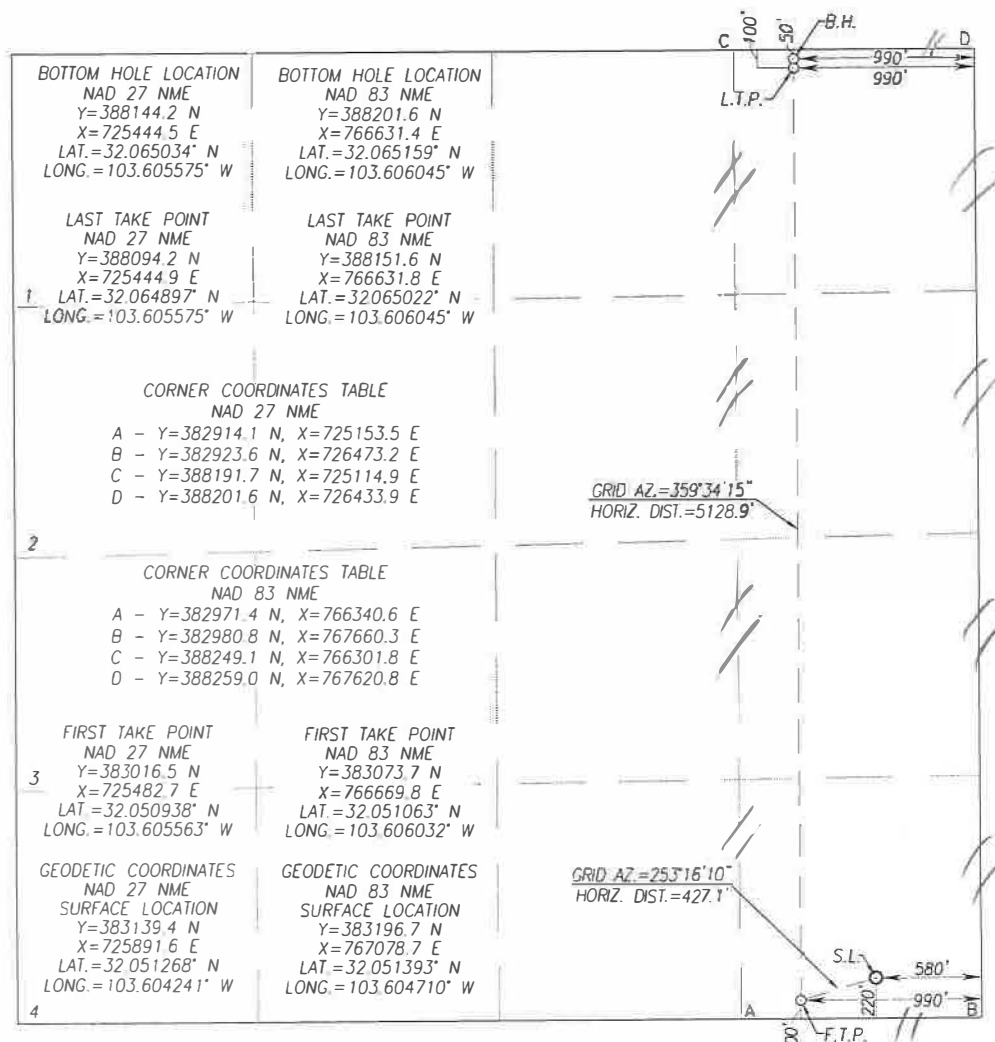 100'
50'
B.H.
C
D
990'
990'
L.T.P.
BOTTOM HOLE LOCATION
NAD 27 NME
Y=388144.2 N
X=725444.5 E
LAT.=32.065034° N
LONG.=103.605575° W
BOTTOM HOLE LOCATION
NAD 83 NME
Y=388201.6 N
X=766631.4 E
LAT.=32.065159° N
LONG.=103.606045° W
LAST TAKE POINT
NAD 27 NME
Y=388094.2 N
X=725444.9 E
LAT.=32.064897° N
LONG.=103.605575° W
LAST TAKE POINT
NAD 83 NME
Y=388151.6 N
X=766631.8 E
LAT.=32.065022° N
LONG.=103.606045° W
1
CORNER COORDINATES TABLE
NAD 27 NME
A - Y=382914.1 N, X=725153.5 E
B - Y=382923.6 N, X=726473.2 E
C - Y=388191.7 N, X=725114.9 E
D - Y=388201.6 N, X=726433.9 E
GRID AZ.=359°34'15"
HORIZ. DIST.=5128.9'
2
CORNER COORDINATES TABLE
NAD 83 NME
A - Y=382971.4 N, X=766340.6 E
B - Y=382980.8 N, X=767660.3 E
C - Y=388249.1 N, X=766301.8 E
D - Y=388259.0 N, X=767620.8 E
FIRST TAKE POINT
NAD 27 NME
Y=383016.5 N
X=725482.7 E
LAT.=32.050938° N
LONG.=103.605563° W
FIRST TAKE POINT
NAD 83 NME
Y=383073.7 N
X=766669.8 E
LAT.=32.051063° N
LONG.=103.606032° W
3
GEODETIC COORDINATES
NAD 27 NME
SURFACE LOCATION
Y=383139.4 N
X=725891.6 E
LAT.=32.051268° N
LONG.=103.604241° W
GEODETIC COORDINATES
NAD 83 NME
SURFACE LOCATION
Y=383196.7 N
X=767078.7 E
LAT.=32.051393° N
LONG.=103.604710° W
GRID AZ.=253°16'10"
HORIZ. DIST.=427.1'
S.L.
580'
220'
990'
4
A
B
F.T.P.